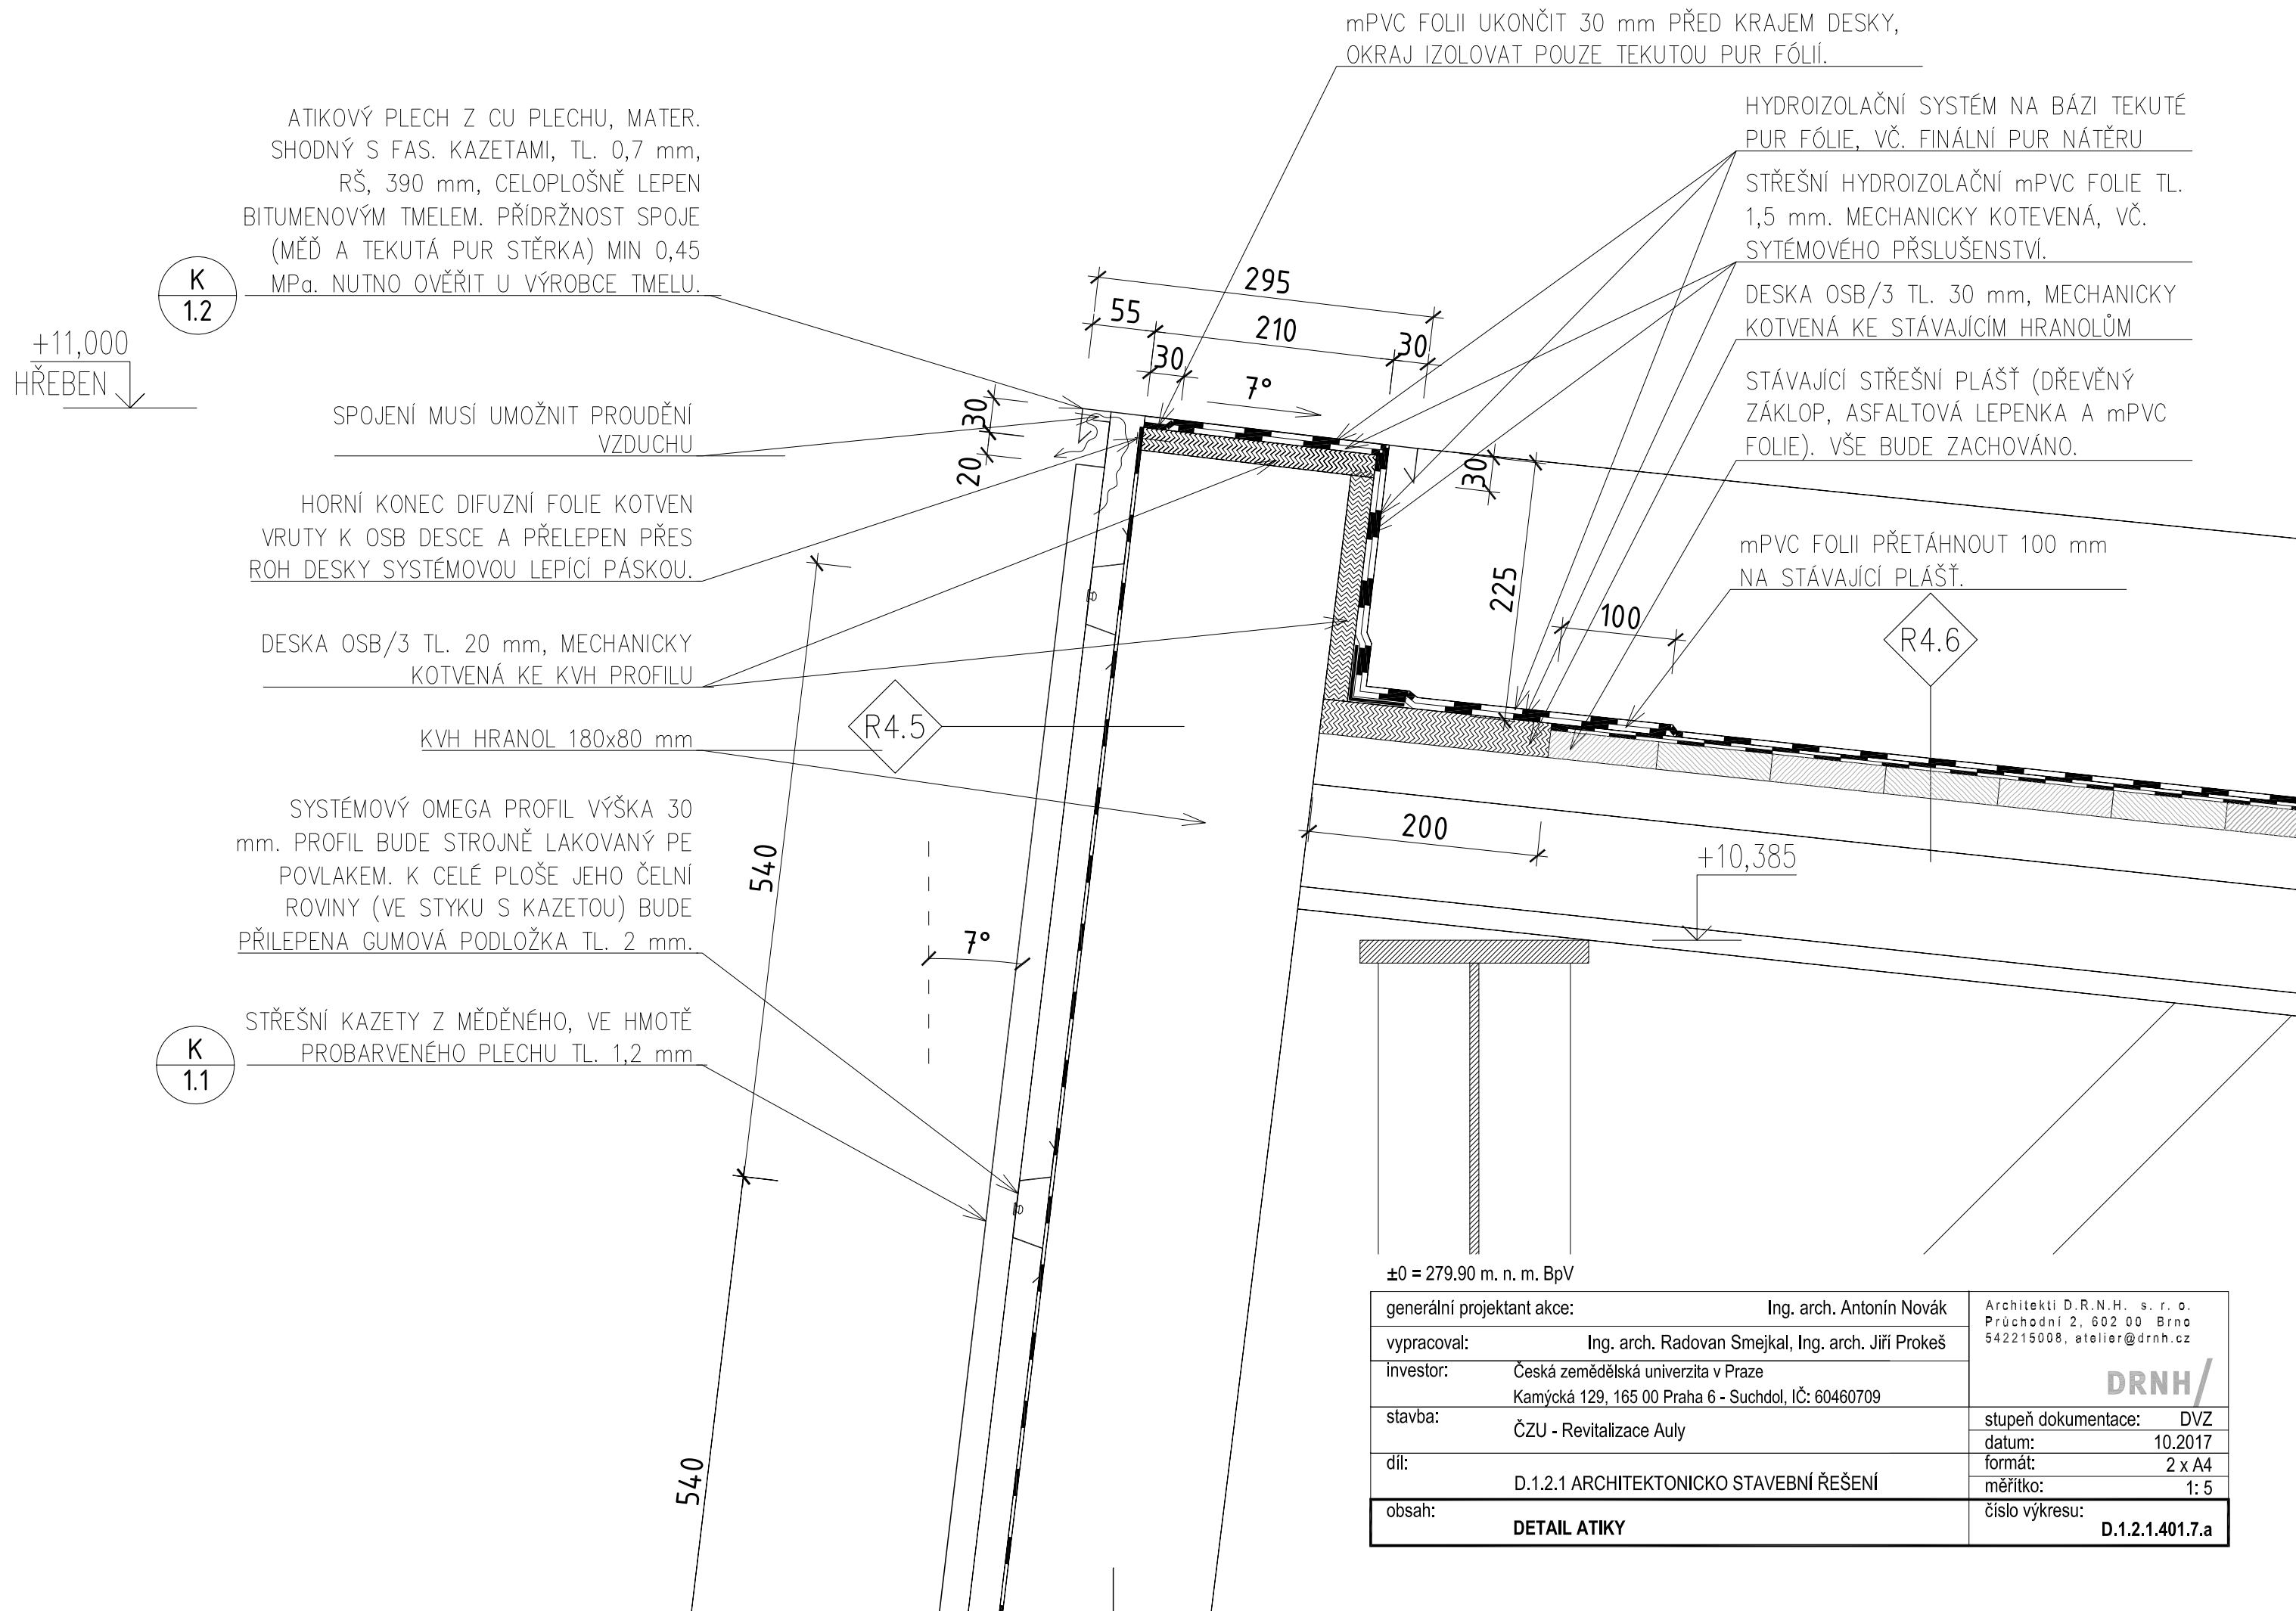 mPVC FOLII UKONČIT 30 mm PŘED KRAJEM DESKY,
OKRAJ IZOLOVAT POUZE TEKUTOU PUR FÓLIÍ.
ATIKOVÝ PLECH Z CU PLECHU, MATER.
SHODNÝ S FAS. KAZETAMI, TL. 0,7 mm,
RŠ, 390 mm, CELOPLOŠNĚ LEPEN
BITUMENOVÝM TMELEM. PŘÍDRŽNOST SPOJE
(MĚĎ A TEKUTÁ PUR STĚRKA) MIN 0,45
MPa. NUTNO OVĚŘIT U VÝROBCE TMELU.
K
1.2
+11,000
HŘEBEN
SPOJENÍ MUSÍ UMOŽNIT PROUDĚNÍ
VZDUCHU
HORNÍ KONEC DIFUZNÍ FOLIE KOTVEN
VRUTY K OSB DESCE A PŘELEPEN PŘES
ROH DESKY SYSTÉMOVOU LEPÍCÍ PÁSKOU.
DESKA OSB/3 TL. 20 mm, MECHANICKY
KOTVENÁ KE KVH PROFILU
KVH HRANOL 180x80 mm
SYSTÉMOVÝ OMEGA PROFIL VÝŠKA 30
mm. PROFIL BUDE STROJNĚ LAKOVANÝ PE
POVLAKEM. K CELÉ PLOŠE JEHO ČELNÍ
ROVINY (VE STYKU S KAZETOU) BUDE
PŘILEPENA GUMOVÁ PODLOŽKA TL. 2 mm.
STŘEŠNÍ KAZETY Z MĚDĚNÉHO, VE HMOTĚ
PROBARVENÉHO PLECHU TL. 1,2 mm
K
1.1
HYDROIZOLAČNÍ SYSTÉM NA BÁZI TEKUTÉ
PUR FÓLIE, VČ. FINÁLNÍ PUR NÁTĚRU
STŘEŠNÍ HYDROIZOLAČNÍ mPVC FOLIE TL.
1,5 mm. MECHANICKY KOTEVENÁ, VČ.
SYTÉMOVÉHO PŘSLUŠENSTVÍ.
DESKA OSB/3 TL. 30 mm, MECHANICKY
KOTVENÁ KE STÁVAJÍCÍM HRANOLŮM
STÁVAJÍCÍ STŘEŠNÍ PLÁŠŤ (DŘEVĚNÝ
ZÁKLOP, ASFALTOVÁ LEPENKA A mPVC
FOLIE). VŠE BUDE ZACHOVÁNO.
mPVC FOLII PŘETÁHNOUT 100 mm
NA STÁVAJÍCÍ PLÁŠŤ.
295
55
210
30
30
7°
30
20
30
225
100
R4.6
R4.5
200
+10,385
540
7°
540
±0 = 279.90 m. n. m. BpV
generální projektant akce: Ing. arch. Antonín Novák
vypracoval: Ing. arch. Radovan Smejkal, Ing. arch. Jiří Prokeš
investor: Česká zemědělská univerzita v Praze
Kamýcká 129, 165 00 Praha 6 - Suchdol, IČ: 60460709
stavba: ČZU - Revitalizace Auly
díl: D.1.2.1 ARCHITEKTONICKO STAVEBNÍ ŘEŠENÍ
obsah: DETAIL ATIKY
Architekti D.R.N.H. s. r. o.
Průchodní 2, 602 00 Brno
542215008, atelier@drnh.cz
DRNH/
stupeň dokumentace: DVZ
datum: 10.2017
formát: 2 x A4
měřítko: 1: 5
číslo výkresu:
D.1.2.1.401.7.a